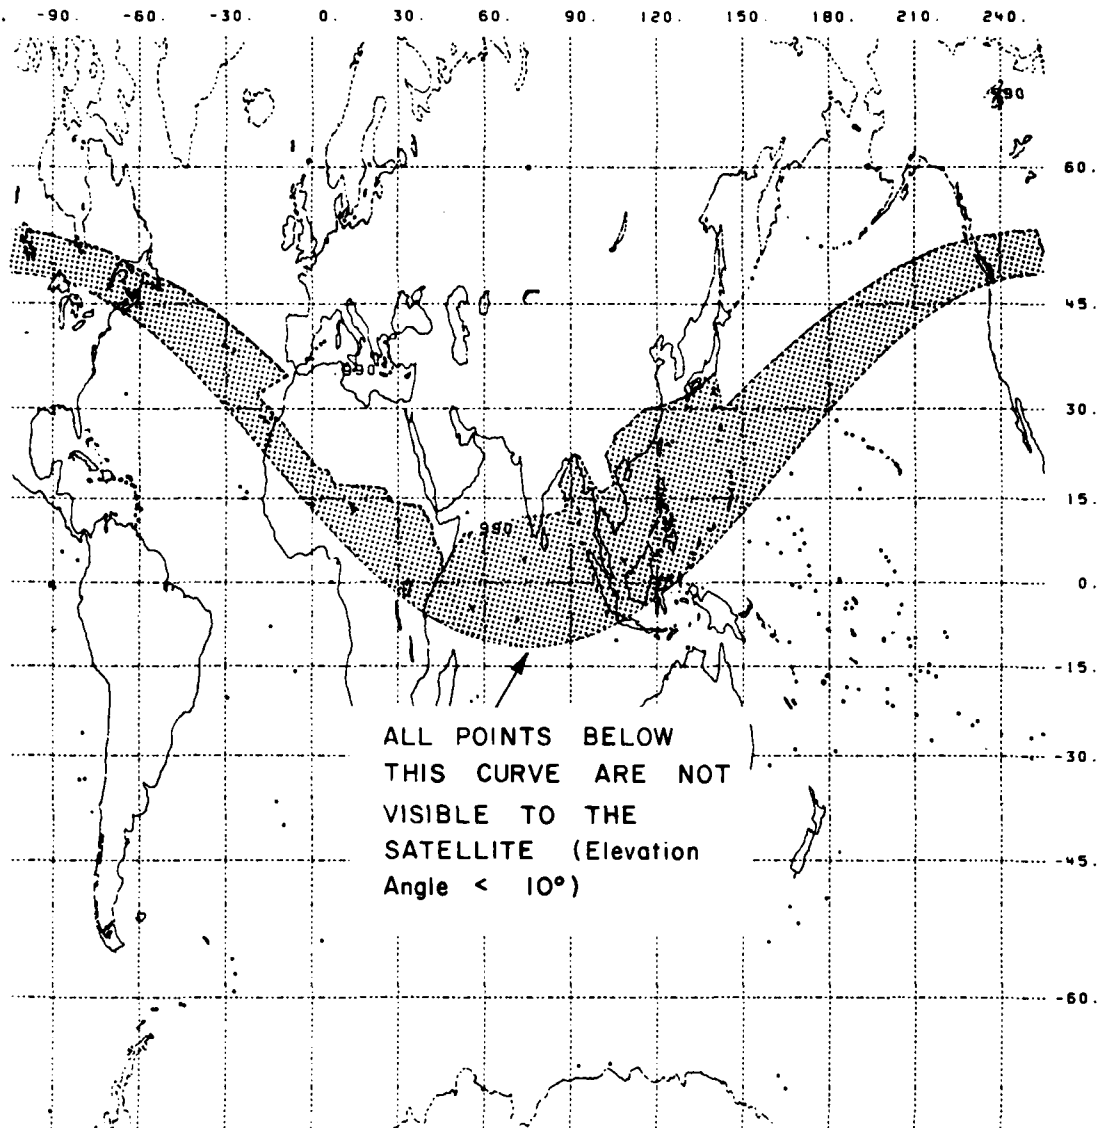 . -90. -60. -30. 0. 30. 60. 90. 120. 150. 180. 210. 240.
990
60.
45.
990
30.
15.
990
0.
-15.
ALL POINTS BELOW
THIS CURVE ARE NOT
VISIBLE TO THE
SATELLITE (Elevation
Angle < 10°)
-30.
-45.
-60.